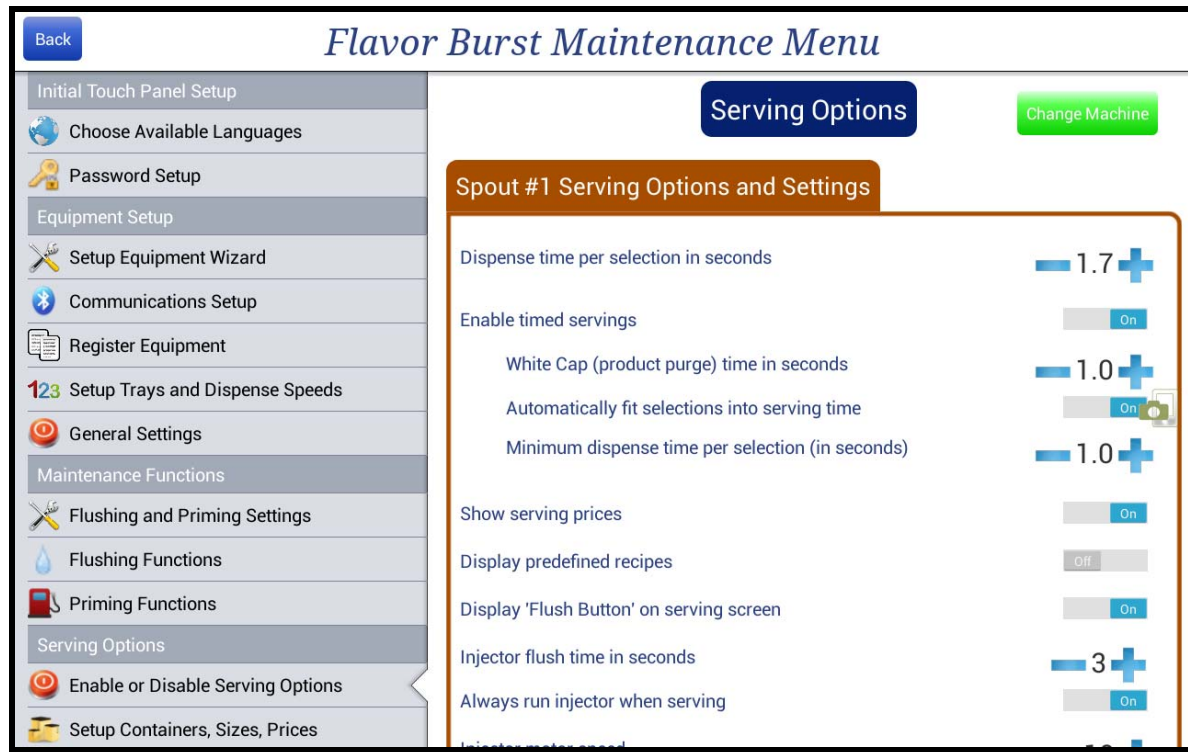 Back
Flavor Burst Maintenance Menu
Initial Touch Panel Setup
Choose Available Languages
Password Setup
Equipment Setup
Setup Equipment Wizard
Communications Setup
Register Equipment
123 Setup Trays and Dispense Speeds
General Settings
Maintenance Functions
Flushing and Priming Settings
Flushing Functions
Priming Functions
Serving Options
Enable or Disable Serving Options
Setup Containers, Sizes, Prices
Serving Options
Change Machine
Spout #1 Serving Options and Settings
Dispense time per selection in seconds 1.7
Enable timed servings On
White Cap (product purge) time in seconds 1.0
Automatically fit selections into serving time On
Minimum dispense time per selection (in seconds) 1.0
Show serving prices On
Display predefined recipes Off
Display 'Flush Button' on serving screen On
Injector flush time in seconds 3
Always run injector when serving On
Injector motor speed